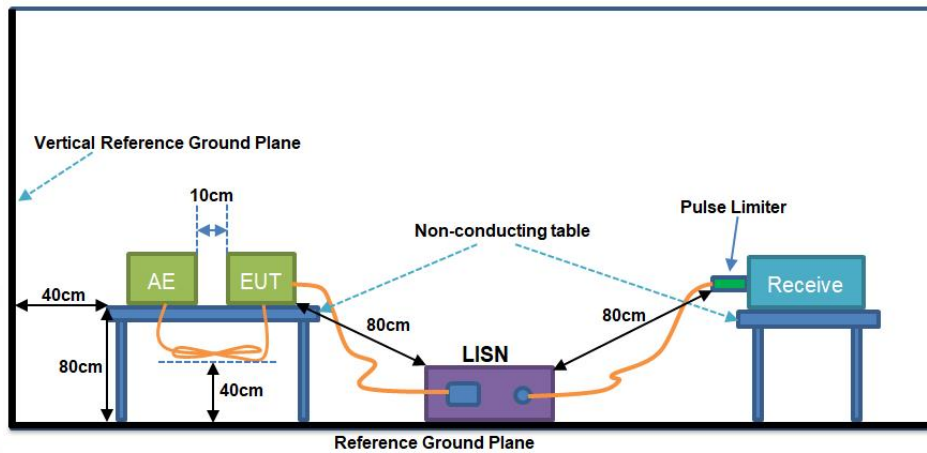 Vertical Reference Ground Plane
10cm
Pulse Limiter
Non-conducting table
AE
EUT
Receive
40cm
80cm
80cm
LISN
80cm
40cm
Reference Ground Plane